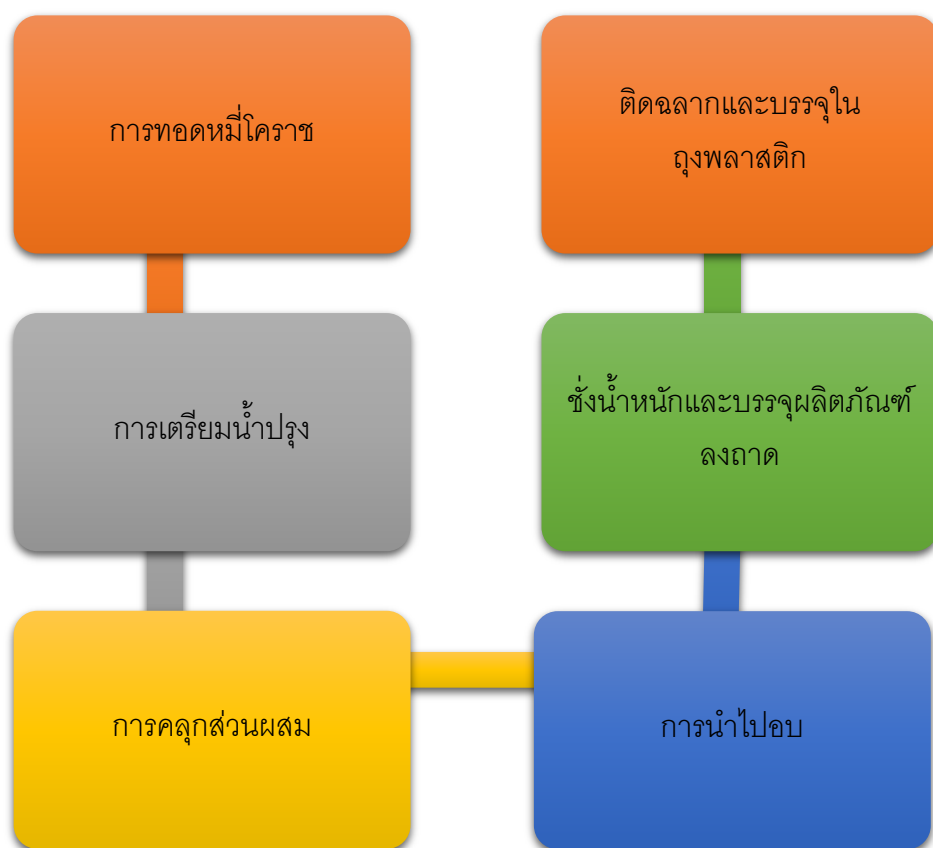 การทอดหมี่โคราช
การเตรียมน้ำปรุง
การคลุกส่วนผสม
การนำไปอบ
ชั่งน้ำหนักและบรรจุผลิตภัณฑ์
ลงถาด
ติดฉลากและบรรจุใน
ถุงพลาสติก